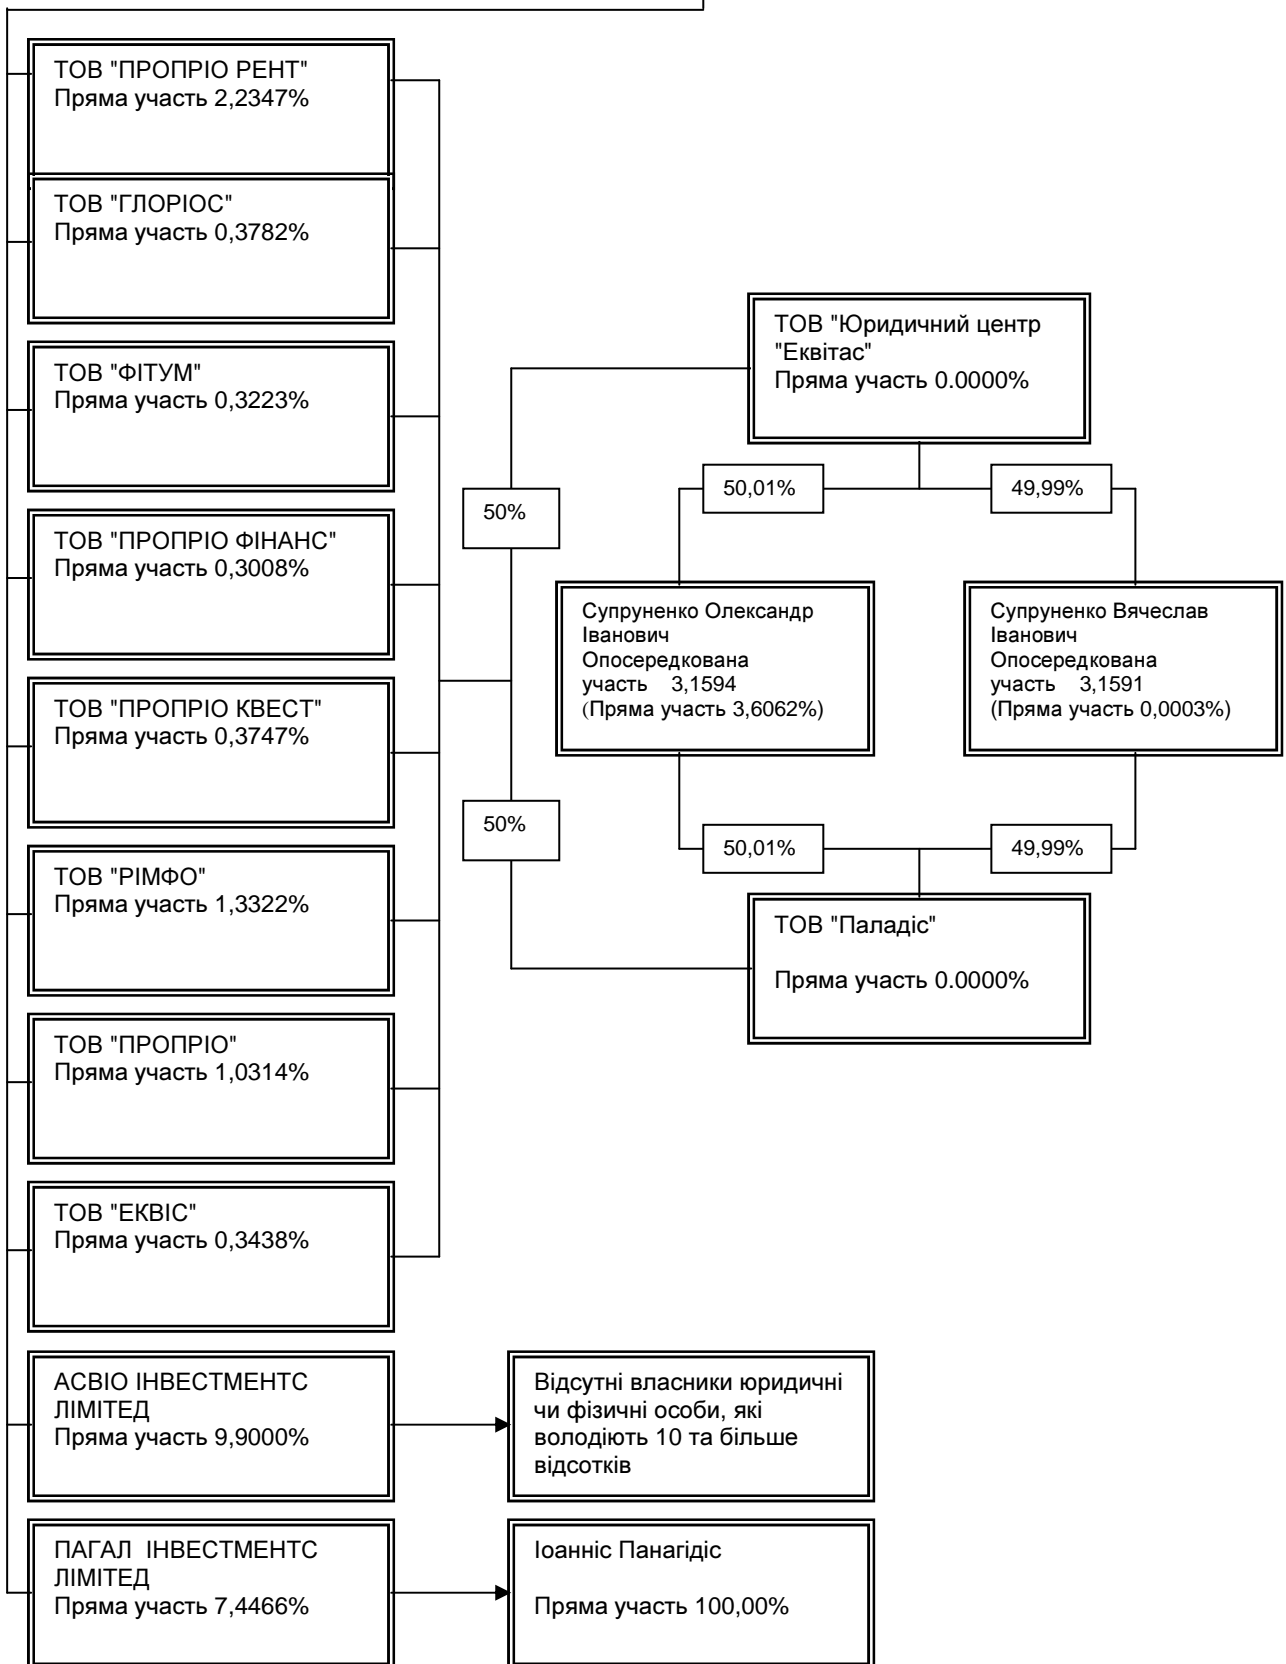 ТОВ "ПРОПРІО РЕНТ"
Пряма участь 2,2347%
ТОВ "ГЛОРІОС"
Пряма участь 0,3782%
ТОВ "ФІТУМ"
Пряма участь 0,3223%
ТОВ "ПРОПРІО ФІНАНС"
Пряма участь 0,3008%
ТОВ "ПРОПРІО КВЕСТ"
Пряма участь 0,3747%
ТОВ "РІМФО"
Пряма участь 1,3322%
ТОВ "ПРОПРІО"
Пряма участь 1,0314%
ТОВ "ЕКВІС"
Пряма участь 0,3438%
АСВІО ІНВЕСТМЕНТС
ЛІМІТЕД
Пряма участь 9,9000%
ПАГАЛ ІНВЕСТМЕНТС
ЛІМІТЕД
Пряма участь 7,4466%
50%
50%
ТОВ "Юридичний центр
"Еквітас"
Пряма участь 0.0000%
50,01%
49,99%
Супруненко Олександр
Іванович
Опосередкована
участь 3,1594
(Пряма участь 3,6062%)
Супруненко Вячеслав
Іванович
Опосередкована
участь 3,1591
(Пряма участь 0,0003%)
50,01%
49,99%
ТОВ "Паладіс"
Пряма участь 0.0000%
Відсутні власники юридичні
чи фізичні особи, які
володіють 10 та більше
відсотків
Іоанніс Панагідіс
Пряма участь 100,00%